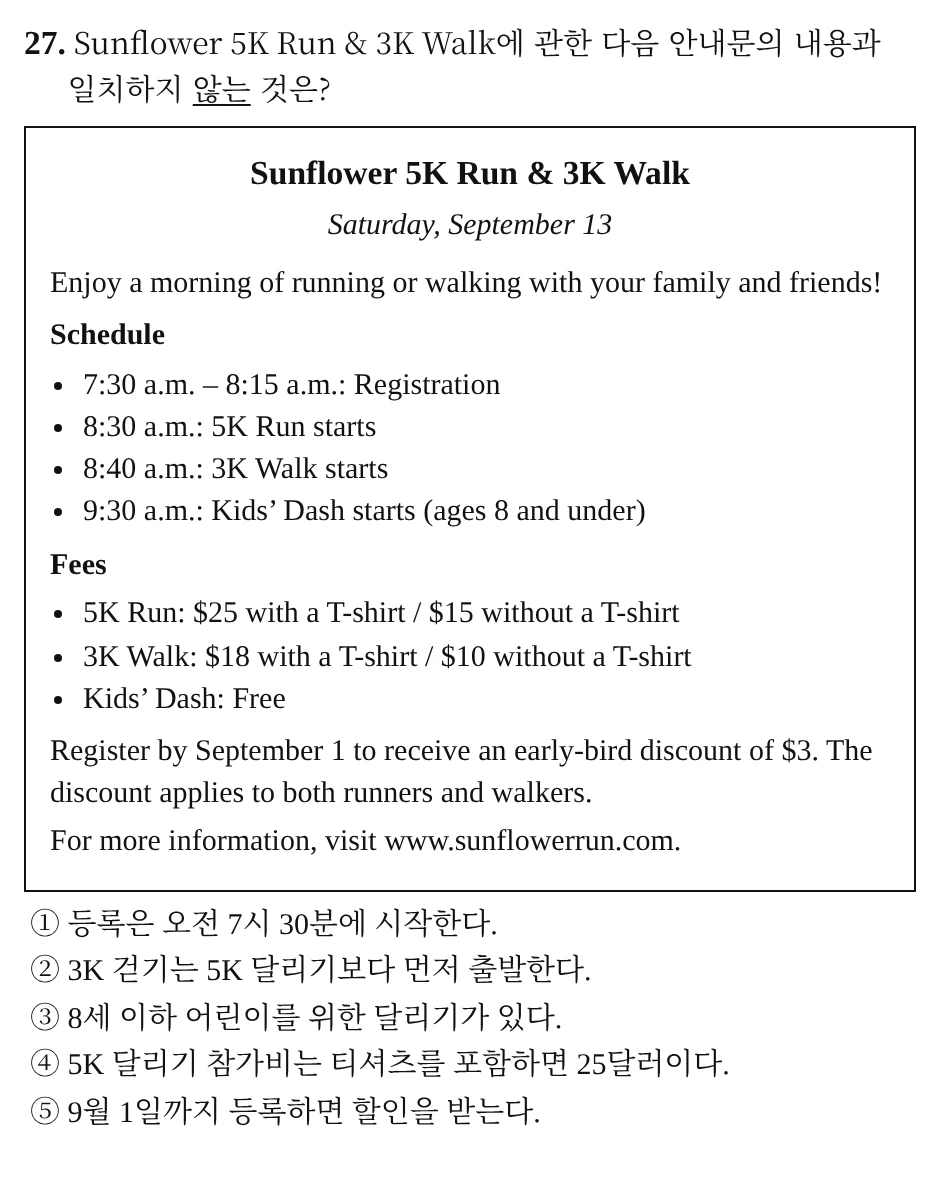 27. Sunflower 5K Run & 3K Walk에 관한 다음 안내문의 내용과
일치하지 않는 것은?
Sunflower 5K Run & 3K Walk
Saturday, September 13
Enjoy a morning of running or walking with your family and friends!
Schedule
• 7:30 a.m. – 8:15 a.m.: Registration
• 8:30 a.m.: 5K Run starts
• 8:40 a.m.: 3K Walk starts
• 9:30 a.m.: Kids’ Dash starts (ages 8 and under)
Fees
• 5K Run: $25 with a T-shirt / $15 without a T-shirt
• 3K Walk: $18 with a T-shirt / $10 without a T-shirt
• Kids’ Dash: Free
Register by September 1 to receive an early-bird discount of $3. The
discount applies to both runners and walkers.
For more information, visit www.sunflowerrun.com.
① 등록은 오전 7시 30분에 시작한다.
② 3K 걷기는 5K 달리기보다 먼저 출발한다.
③ 8세 이하 어린이를 위한 달리기가 있다.
④ 5K 달리기 참가비는 티셔츠를 포함하면 25달러이다.
⑤ 9월 1일까지 등록하면 할인을 받는다.